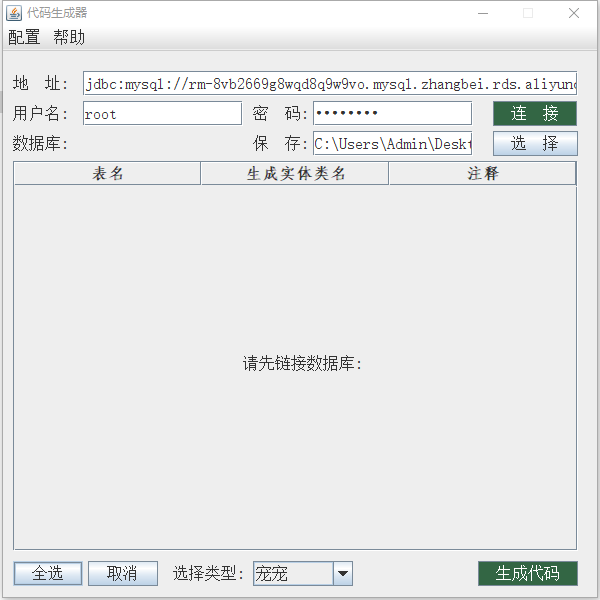 代码生成器
配置 帮助
地 址: jdbc:mysql://rm-8vb2669g8wqd8q9w9vo.mysql.zhangbei.rds.aliyunc
用户名: root 密 码: •••••••• 连 接
数据库: 保 存: C:\Users\Admin\Deskt 选 择
表名 生成实体类名 注释
请先链接数据库:
全选 取消 选择类型: 宠宠 生成代码